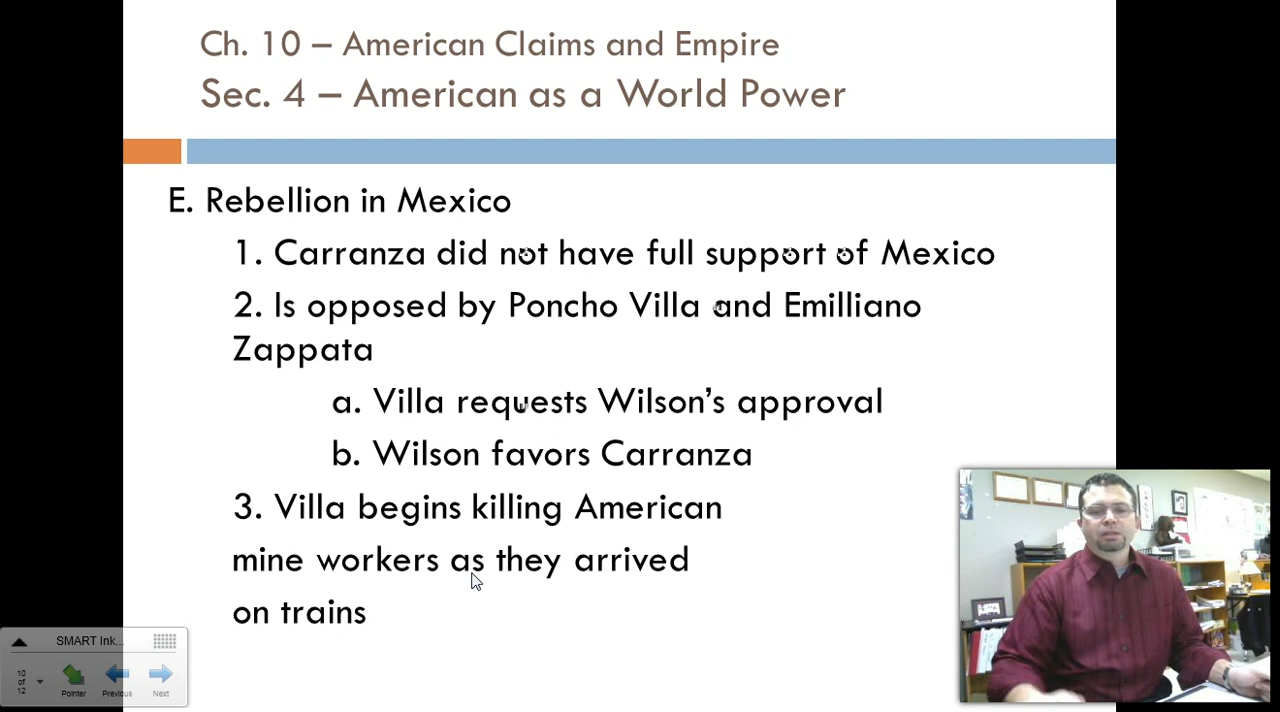 Ch. 10 – American Claims and Empire
Sec. 4 – American as a World Power
E. Rebellion in Mexico
1. Carranza did not have full support of Mexico
2. Is opposed by Poncho Villa and Emilliano
Zappata
a. Villa requests Wilson’s approval
b. Wilson favors Carranza
3. Villa begins killing American
mine workers as they arrived
on trains
SMART Ink...
10
of
12
Pointer
Previous
Next